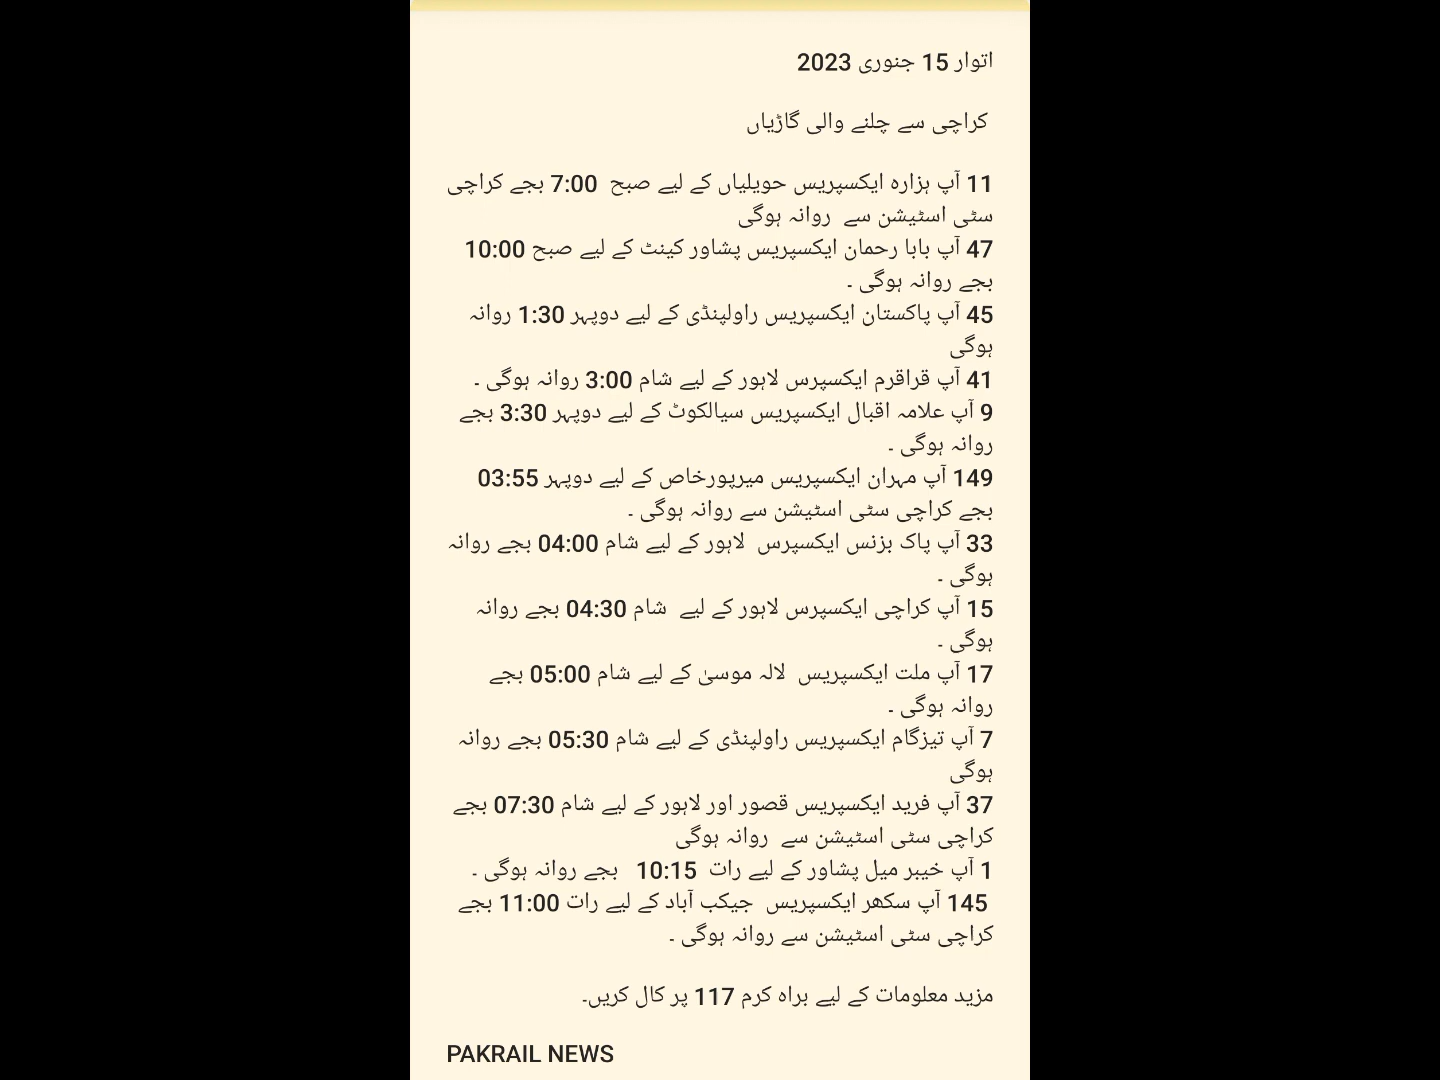 اتوار 15 جنوری 2023
کراچی سے چلنے والی گاڑیاں
11 آپ ہزارہ ایکسپریس حویلیاں کے لیے صبح 7:00 بجے کراچی
سٹی اسٹیشن سے روانہ ہوگی
47 آپ بابا رحمان ایکسپریس پشاور کینٹ کے لیے صبح 10:00
بجے روانہ ہوگی ۔
45 آپ پاکستان ایکسپریس راولپنڈی کے لیے دوپہر 1:30 روانہ
ہوگی
41 آپ قراقرم ایکسپرس لاہور کے لیے شام 3:00 روانہ ہوگی ۔
9 آپ علامہ اقبال ایکسپریس سیالکوٹ کے لیے دوپہر 3:30 بجے
روانہ ہوگی ۔
149 آپ مہران ایکسپریس میرپورخاص کے لیے دوپہر 03:55
بجے کراچی سٹی اسٹیشن سے روانہ ہوگی ۔
33 آپ پاک بزنس ایکسپرس لاہور کے لیے شام 04:00 بجے روانہ
ہوگی ۔
15 آپ کراچی ایکسپرس لاہور کے لیے شام 04:30 بجے روانہ
ہوگی ۔
17 آپ ملت ایکسپریس لالہ موسیٰ کے لیے شام 05:00 بجے
روانہ ہوگی ۔
7 آپ تیزگام ایکسپریس راولپنڈی کے لیے شام 05:30 بجے روانہ
ہوگی
37 آپ فرید ایکسپریس قصور اور لاہور کے لیے شام 07:30 بجے
کراچی سٹی اسٹیشن سے روانہ ہوگی
1 آپ خیبر میل پشاور کے لیے رات 10:15 بجے روانہ ہوگی ۔
145 آپ سکھر ایکسپریس جیکب آباد کے لیے رات 11:00 بجے
کراچی سٹی اسٹیشن سے روانہ ہوگی ۔
مزید معلومات کے لیے براہ کرم 117 پر کال کریں۔
PAKRAIL NEWS